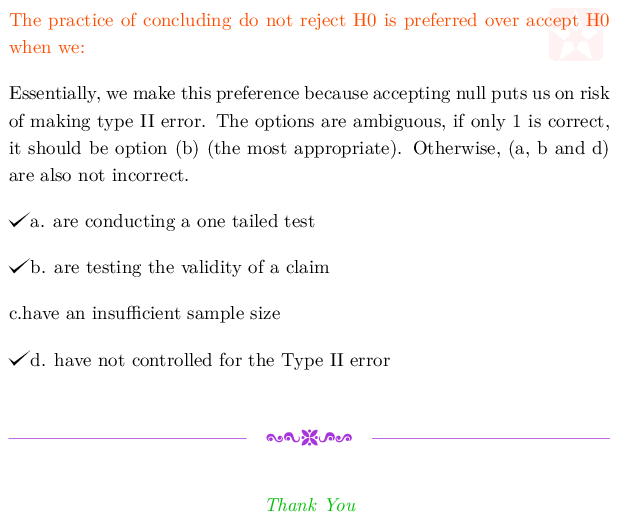 The practice of concluding do not reject H0 is preferred over accept H0
when we:
Essentially, we make this preference because accepting null puts us on risk
of making type II error. The options are ambiguous, if only 1 is correct,
it should be option (b) (the most appropriate). Otherwise, (a, b and d)
are also not incorrect.
✓a. are conducting a one tailed test
✓b. are testing the validity of a claim
c.have an insufficient sample size
✓d. have not controlled for the Type II error
Thank You